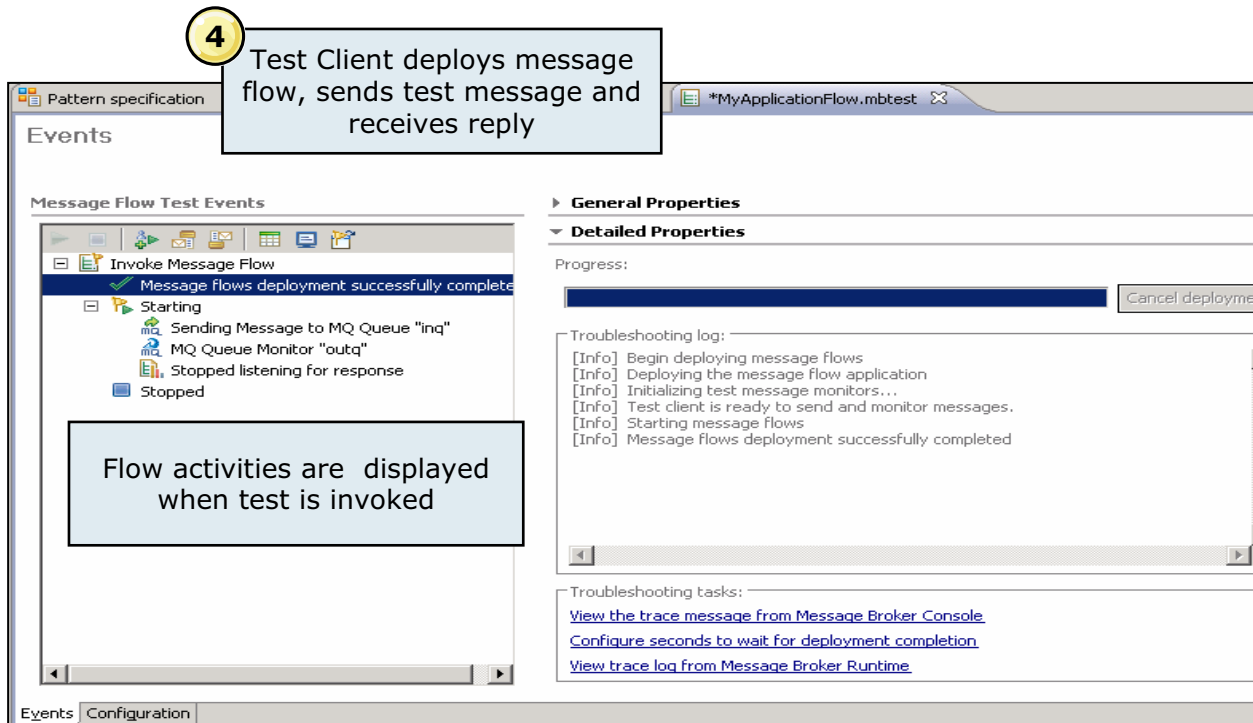 4
Test Client deploys message
flow, sends test message and
receives reply
Pattern specification
*MyApplicationFlow.mbtest
Events
Message Flow Test Events
Invoke Message Flow
Message flows deployment successfully complete
Starting
Sending Message to MQ Queue "inq"
MQ Queue Monitor "outq"
Stopped listening for response
Stopped
Flow activities are displayed
when test is invoked
General Properties
Detailed Properties
Progress:
Cancel deployme
Troubleshooting log:
[Info] Begin deploying message flows
[Info] Deploying the message flow application
[Info] Initializing test message monitors...
[Info] Test client is ready to send and monitor messages.
[Info] Starting message flows
[Info] Message flows deployment successfully completed
Troubleshooting tasks:
View the trace message from Message Broker Console
Configure seconds to wait for deployment completion
View trace log from Message Broker Runtime
Events Configuration